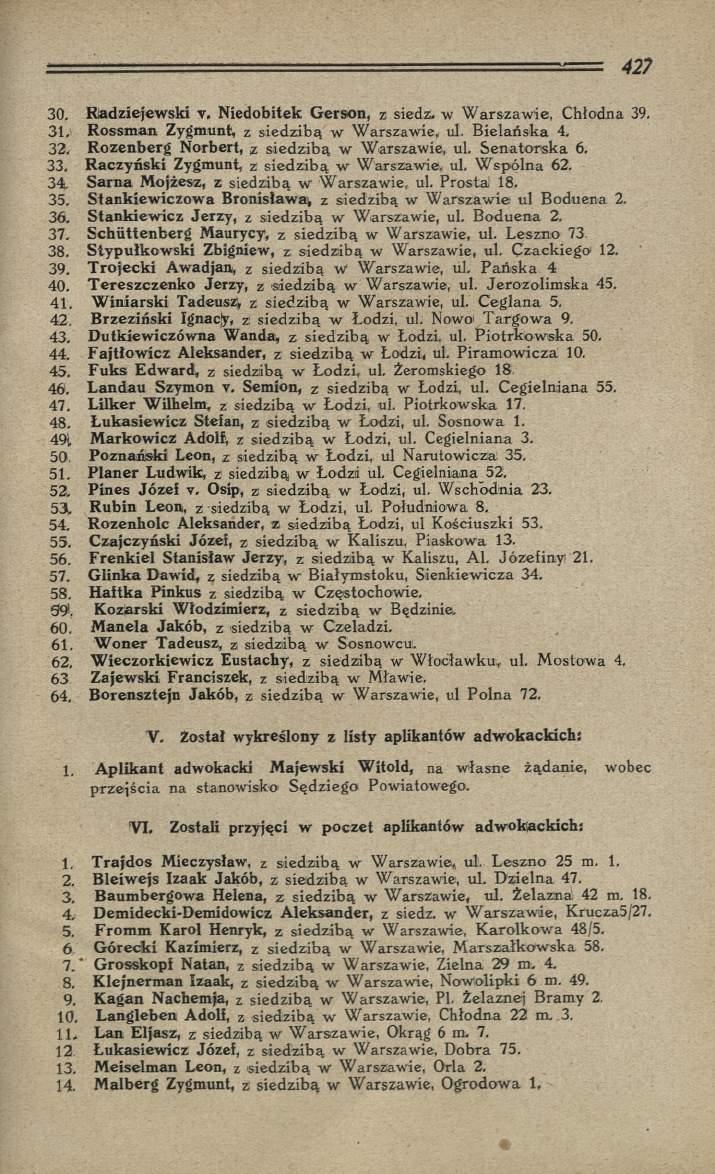 427
30. Radziejewski v. Niedobitek Gerson, z siedz. w Warszawie, Chłodna 39.
31. Rossman Zygmunt, z siedzibą w Warszawie, ul. Bielańska 4.
32. Rozenberg Norbert, z siedzibą w Warszawie, ul. Senatorska 6.
33. Raczyński Zygmunt, z siedzibą w Warszawie, ul. Wspólna 62.
34. Sarna Mojżesz, z siedzibą w Warszawie, ul. Prosta 18.
35. Stankiewiczowa Bronisława, z siedzibą w Warszawie ul Boduena 2.
36. Stankiewicz Jerzy, z siedzibą w Warszawie, ul. Boduena 2.
37. Schüttenberg Maurycy, z siedzibą w Warszawie, ul. Leszno 73
38. Stypułkowski Zbigniew, z siedzibą w Warszawie, ul. Czackiego 12.
39. Trojecki Awadjan, z siedzibą w Warszawie, ul. Pańska 4
40. Tereszczenko Jerzy, z siedzibą w Warszawie, ul. Jerozolimska 45.
41. Winiarski Tadeusz, z siedzibą w Warszawie, ul. Ceglana 5.
42. Brzeziński Ignacy, z siedzibą w Łodzi, ul. Nowo Targowa 9.
43. Dutkiewiczówna Wanda, z siedzibą w Łodzi, ul. Piotrkowska 50.
44. Fajtłowicz Aleksander, z siedzibą w Łodzi, ul. Piramowicza 10.
45. Fuks Edward, z siedzibą w Łodzi, ul. Żeromskiego 18
46. Landau Szymon v. Semion, z siedzibą w Łodzi, ul. Cegielniana 55.
47. Lilker Wilhelm, z siedzibą w Łodzi, ul. Piotrkowska 17.
48. Łukasiewicz Stefan, z siedzibą w Łodzi, ul. Sosnowa 1.
49. Markowicz Adolf, z siedzibą w Łodzi, ul. Cegielniana 3.
50 Poznański Leon, z siedzibą w Łodzi, ul Narutowicza 35.
51. Planer Ludwik, z siedzibą w Łodzi ul. Cegielniana 52.
52. Pines Józef v. Osip, z siedzibą w Łodzi, ul. Wschodnia 23.
53. Rubin Leon, z siedzibą w Łodzi, ul. Południowa 8.
54. Rozenholc Aleksander, z siedzibą Łodzi, ul Kościuszki 53.
55. Czajczyński Józef, z siedzibą w Kaliszu, Piaskowa 13.
56. Frenkiel Stanisław Jerzy, z siedzibą w Kaliszu, Al. Józefiny 21.
57. Glinka Dawid, z siedzibą w Białymstoku, Sienkiewicza 34.
58. Haftka Pinkus z siedzibą w Częstochowie.
59. Kozarski Włodzimierz, z siedzibą w Będzinie.
60. Manela Jakób, z siedzibą w Czeladzi.
61. Woner Tadeusz, z siedzibą w Sosnowcu.
62. Wieczorkiewicz Eustachy, z siedzibą w Włocławku, ul. Mostowa 4.
63 Zajewski Franciszek, z siedzibą w Mławie.
64. Borensztejn Jakób, z siedzibą w Warszawie, ul Polna 72.
V. Został wykreślony z listy aplikantów adwokackich:
1. Aplikant adwokacki Majewski Witold, na własne żądanie, wobec
przejścia na stanowisko Sędziego Powiatowego.
VI. Zostali przyjęci w poczet aplikantów adwokackich:
1. Trajdos Mieczysław, z siedzibą w Warszawie, ul. Leszno 25 m. 1.
2. Bleiwejs Izaak Jakób, z siedzibą w Warszawie, ul. Dzielna 47.
3. Baumbergowa Helena, z siedzibą w Warszawie, ul. Żelazna 42 m. 18.
4. Demidecki-Demidowicz Aleksander, z siedz. w Warszawie, Krucza5/27.
5. Fromm Karol Henryk, z siedzibą w Warszawie, Karolkowa 48/5.
6 Górecki Kazimierz, z siedzibą w Warszawie, Marszałkowska 58.
7. Grosskopf Natan, z siedzibą w Warszawie, Zielna 29 m. 4.
8. Klejnerman Izaak, z siedzibą w Warszawie, Nowolipki 6 m. 49.
9. Kagan Nachemja, z siedzibą w Warszawie, Pl. Żelaznej Bramy 2
10. Langleben Adolf, z siedzibą w Warszawie, Chłodna 22 m. 3.
11. Lan Eljasz, z siedzibą w Warszawie, Okrąg 6 m. 7.
12 Łukasiewicz Józef, z siedzibą w Warszawie, Dobra 75.
13. Meiselman Leon, z siedzibą w Warszawie, Orla 2.
14. Malberg Zygmunt, z siedzibą w Warszawie, Ogrodowa 1.